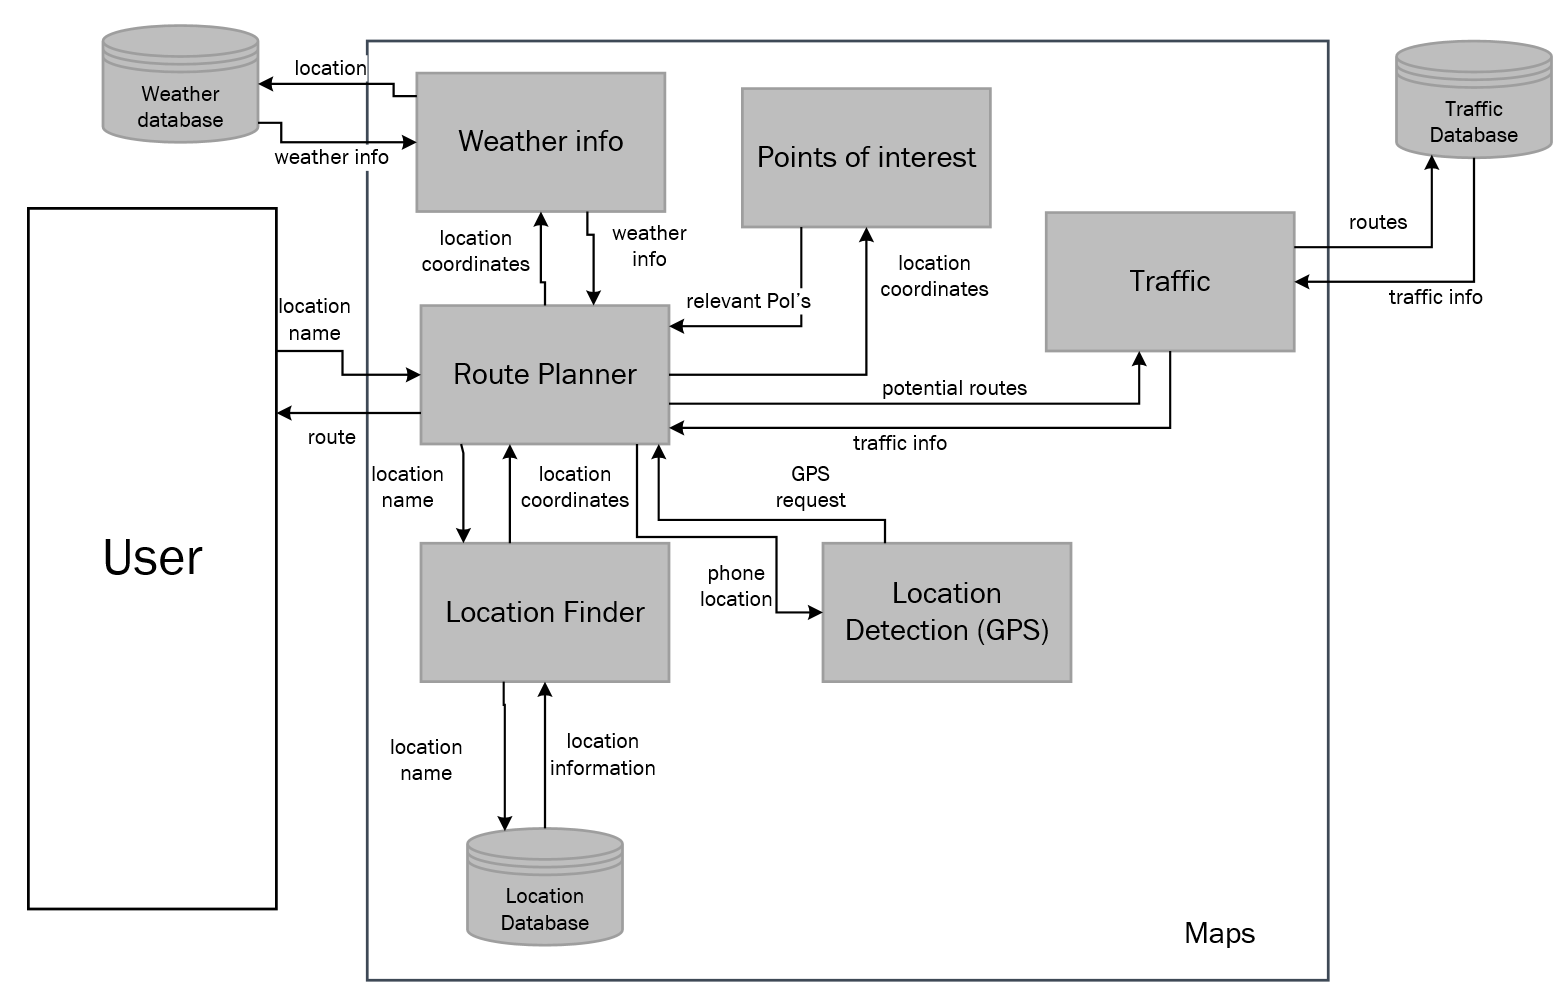 Weather
database
location
weather info
Weather info
Points of interest
Traffic
Database
routes
traffic info
Traffic
location
coordinates
weather
info
location
coordinates
relevant PoI's
location
name
Route Planner
potential routes
traffic info
route
location
name
location
coordinates
GPS
request
User
Location Finder
phone
location
Location
Detection (GPS)
location
name
location
information
Location
Database
Maps